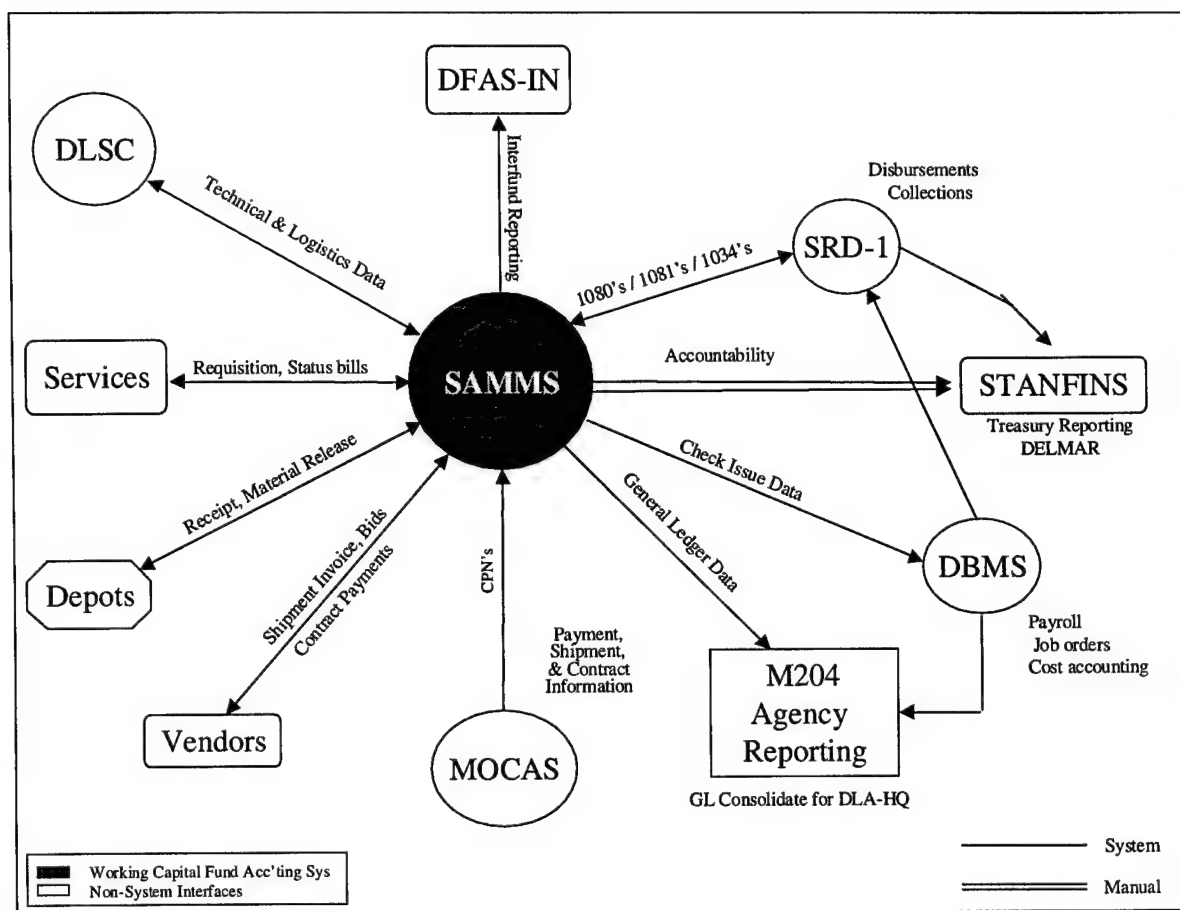 DFAS-IN
DLSC
Interfund Reporting
Technical & Logistics Data
Disbursements
Collections
SRD-1
1080's / 1081's / 1034's
Services
Requisition, Status bills
SAMMS
Accountability
STANFINS
Treasury Reporting
DELMAR
Receipt, Material Release
Check Issue Data
General Ledger Data
Depots
Shipment Invoice, Bids
Contract Payments
CPN's
DBMS
Payroll
Job orders
Cost accounting
Payment,
Shipment,
& Contract
Information
M204
Agency
Reporting
Vendors
MOCAS
GL Consolidate for DLA-HQ
Working Capital Fund Acc'ting Sys
Non-System Interfaces
System
Manual